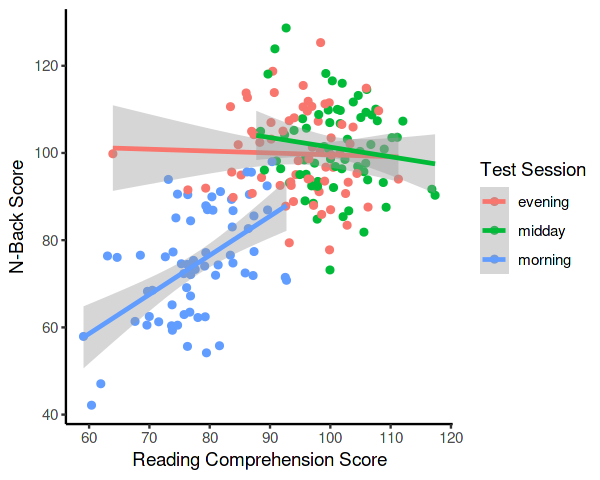 120
100
80
60
40
N-Back Score
60 70 80 90 100 110 120
Reading Comprehension Score
Test Session
evening
midday
morning